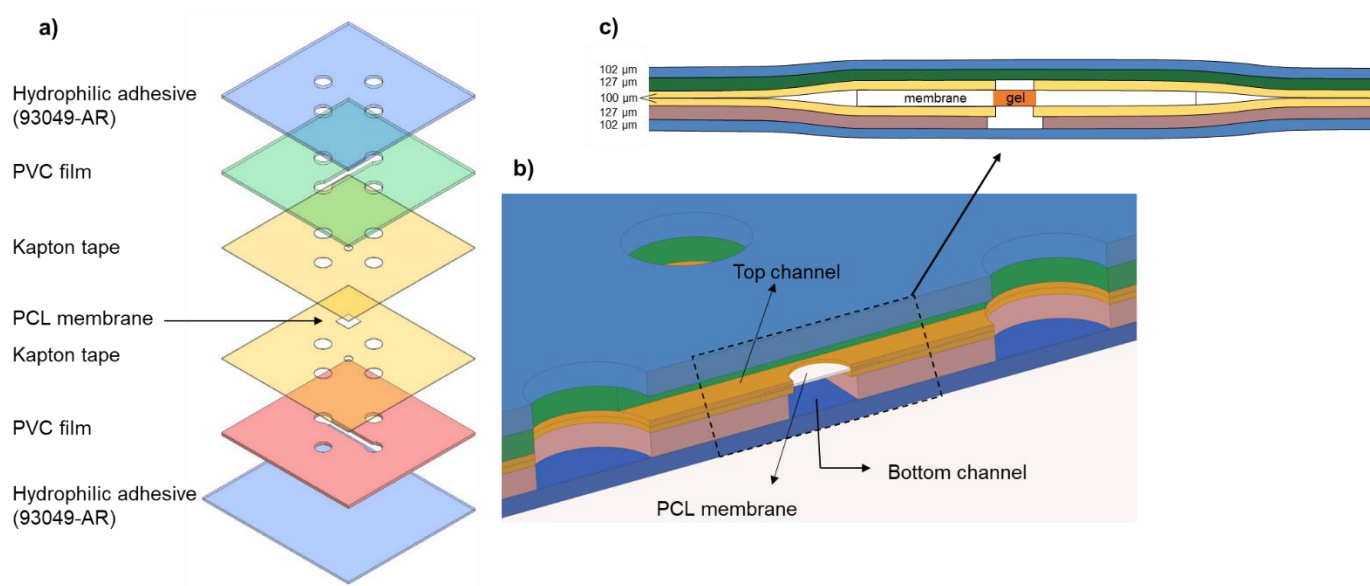 a)
Hydrophilic adhesive
(93049-AR)
PVC film
Kapton tape
PCL membrane
Kapton tape
PVC film
Hydrophilic adhesive
(93049-AR)
c)
102 µm
127 µm
100 µm
127 µm
102 µm
membrane
gel
b)
Top channel
Bottom channel
PCL membrane